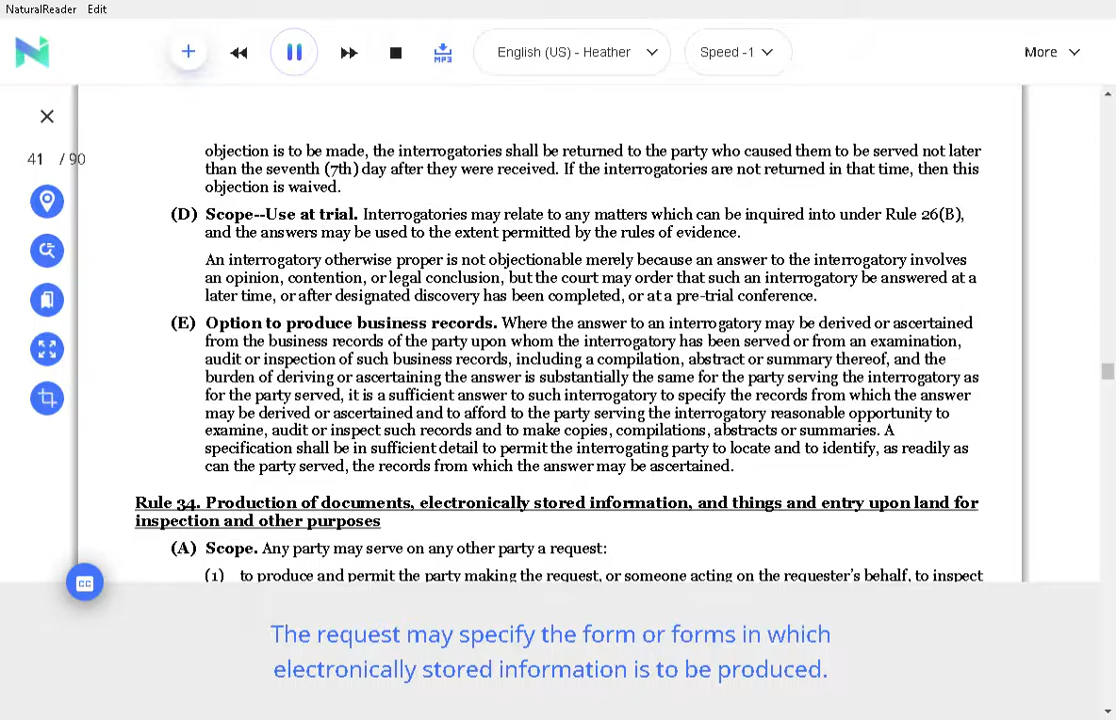 NaturalReader Edit
MP3
English (US) - Heather
Speed -1
More
41 / 90
objection is to be made, the interrogatories shall be returned to the party who caused them to be served not later
than the seventh (7th) day after they were received. If the interrogatories are not returned in that time, then this
objection is waived.
(D) Scope--Use at trial. Interrogatories may relate to any matters which can be inquired into under Rule 26(B),
and the answers may be used to the extent permitted by the rules of evidence.
An interrogatory otherwise proper is not objectionable merely because an answer to the interrogatory involves
an opinion, contention, or legal conclusion, but the court may order that such an interrogatory be answered at a
later time, or after designated discovery has been completed, or at a pre-trial conference.
(E) Option to produce business records. Where the answer to an interrogatory may be derived or ascertained
from the business records of the party upon whom the interrogatory has been served or from an examination,
audit or inspection of such business records, including a compilation, abstract or summary thereof, and the
burden of deriving or ascertaining the answer is substantially the same for the party serving the interrogatory as
for the party served, it is a sufficient answer to such interrogatory to specify the records from which the answer
may be derived or ascertained and to afford to the party serving the interrogatory reasonable opportunity to
examine, audit or inspect such records and to make copies, compilations, abstracts or summaries. A
specification shall be in sufficient detail to permit the interrogating party to locate and to identify, as readily as
can the party served, the records from which the answer may be ascertained.
Rule 34. Production of documents, electronically stored information, and things and entry upon land for
inspection and other purposes
(A) Scope. Any party may serve on any other party a request:
(1) to produce and permit the party making the request, or someone acting on the requester's behalf, to inspect
CC
The request may specify the form or forms in which
electronically stored information is to be produced.